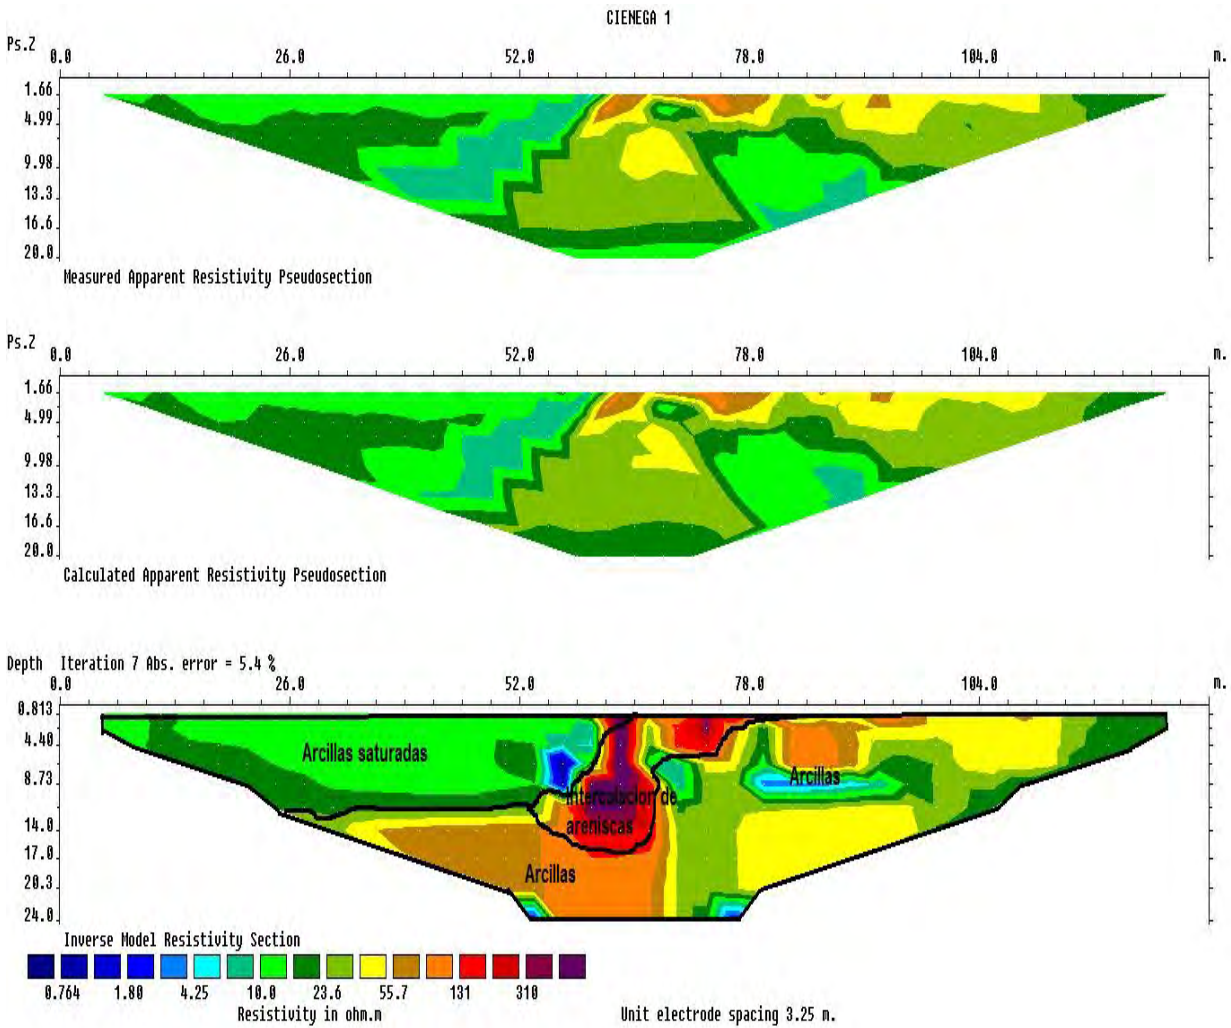 CIENEGA 1
Ps.Z 0.0 26.0 52.0 78.0 104.0 m.
1.66
4.99
9.98
13.3
16.6
20.0
Measured Apparent Resistivity Pseudosection
Ps.Z 0.0 26.0 52.0 78.0 104.0 m.
1.66
4.99
9.98
13.3
16.6
20.0
Calculated Apparent Resistivity Pseudosection
Depth Iteration 7 Abs. error = 5.4 %
0.0 26.0 52.0 78.0 104.0 m.
0.813
4.48
8.73
14.0
17.0
20.3
24.0
Arcillas saturadas
Arcillas
Intercalacion de
areniscas
Arcillas
Inverse Model Resistivity Section
0.764 1.80 4.25 10.0 23.6 55.7 131 310
Resistivity in ohm.m
Unit electrode spacing 3.25 m.